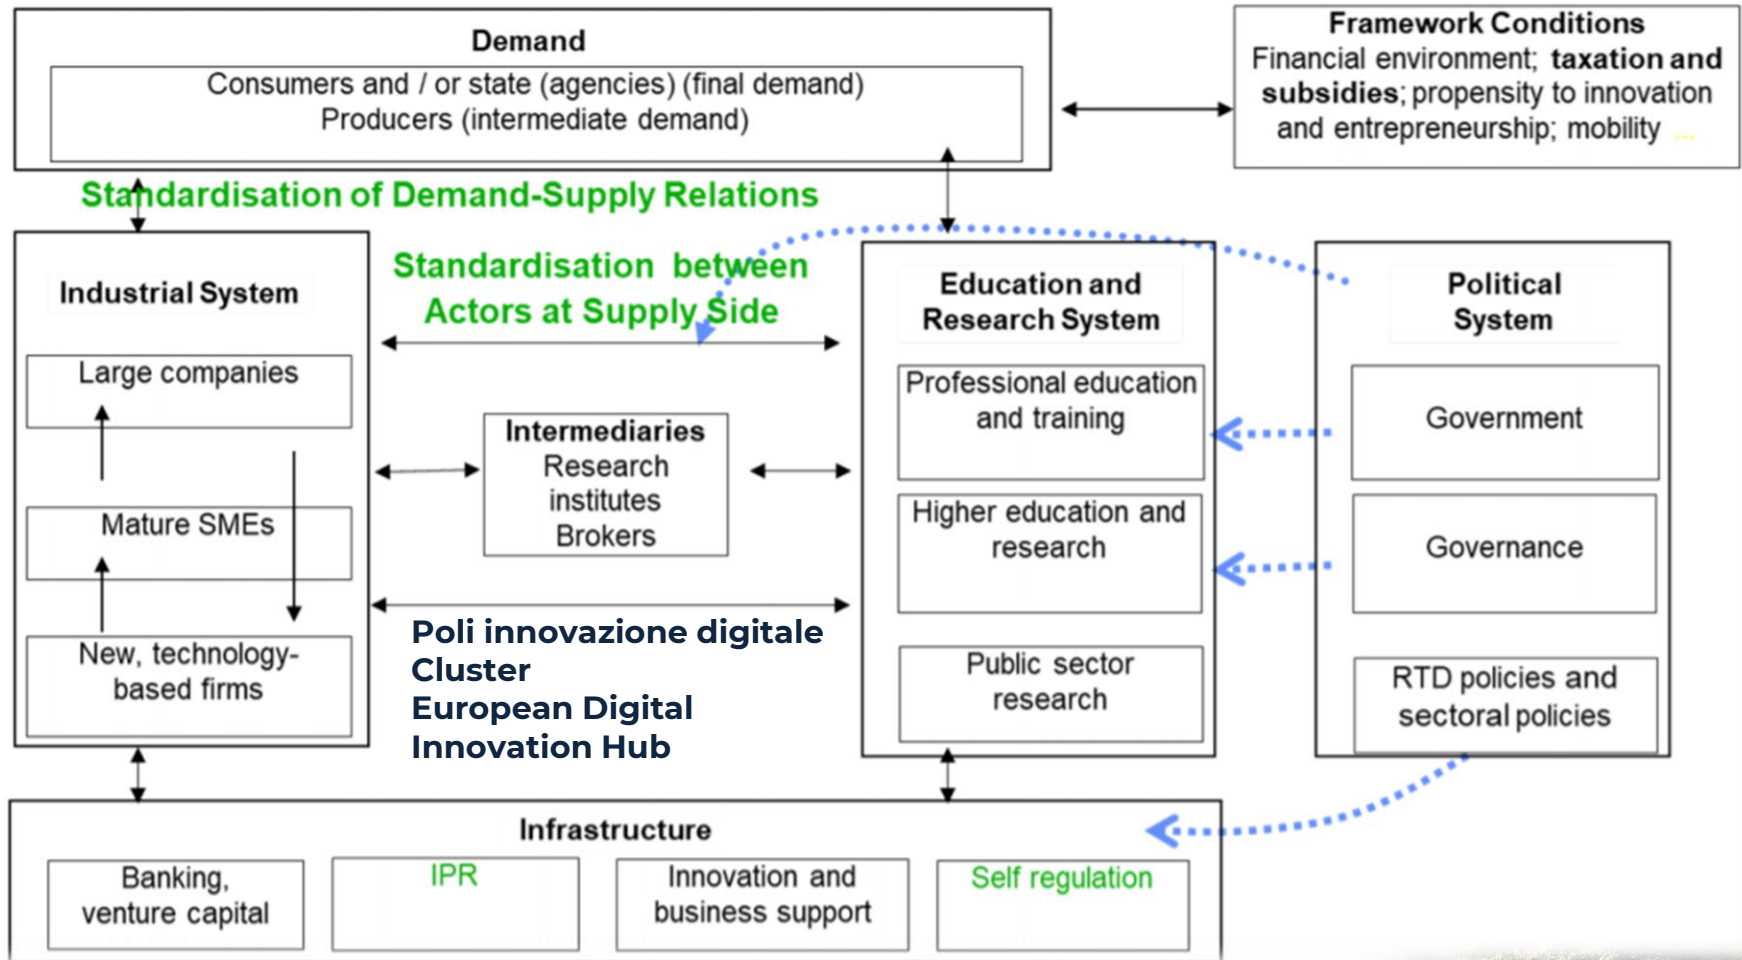 Demand
Consumers and / or state (agencies) (final demand)
Producers (intermediate demand)
Framework Conditions
Financial environment; taxation and
subsidies; propensity to innovation
and entrepreneurship; mobility ...
Standardisation of Demand-Supply Relations
Standardisation between
Actors at Supply Side
Industrial System
Large companies
Mature SMEs
New, technology-
based firms
Intermediaries
Research
institutes
Brokers
Poli innovazione digitale
Cluster
European Digital
Innovation Hub
Education and
Research System
Professional education
and training
Higher education and
research
Public sector
research
Political
System
Government
Governance
RTD policies and
sectoral policies
Infrastructure
Banking,
venture capital
IPR
Innovation and
business support
Self regulation